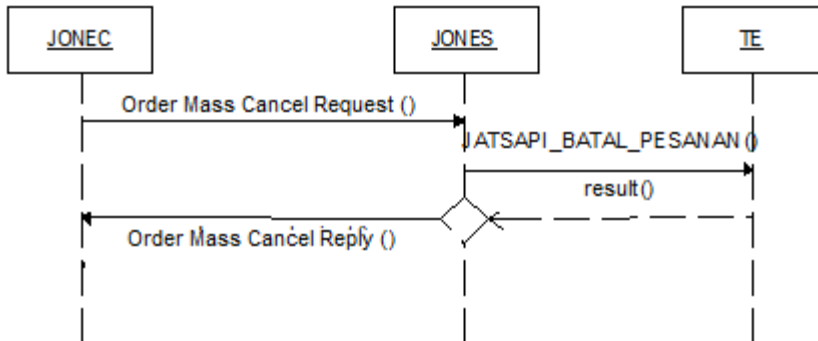 JONEC
JONES
TE
Order Mass Cancel Request ()
JATSAPI_BATAL_PESANAN()
result()
Order Mass Cancel Reply ()